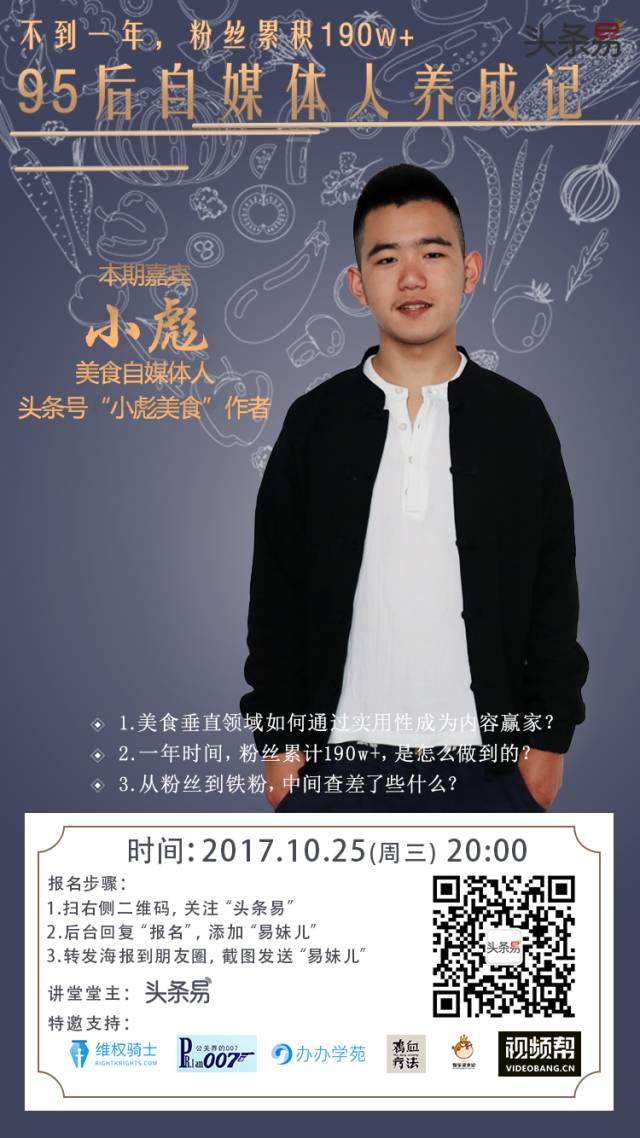 不到一年，粉丝累积190w+
头条易
95后自媒体人养成记
本期嘉宾
小彪
美食自媒体人
头条号“小彪美食”作者
1.美食垂直领域如何通过实用性成为内容赢家？
2.一年时间，粉丝累计190w+，是怎么做到的？
3.从粉丝到铁粉，中间查差了些什么？
时间: 2017.10.25(周三) 20:00
报名步骤：
1.扫右侧二维码, 关注“头条易”
2.后台回复“报名”, 添加“易妹儿”
3.转发海报到朋友圈, 截图发送“易妹儿”
头条易
讲堂堂主： 头条易
特邀支持：
维权骑士
RIGHTKNIGHTS.COM
公关界的007
P.R.Iam007
办办学苑
鸡血疗法
视频帮
VIDEOBANG.CN